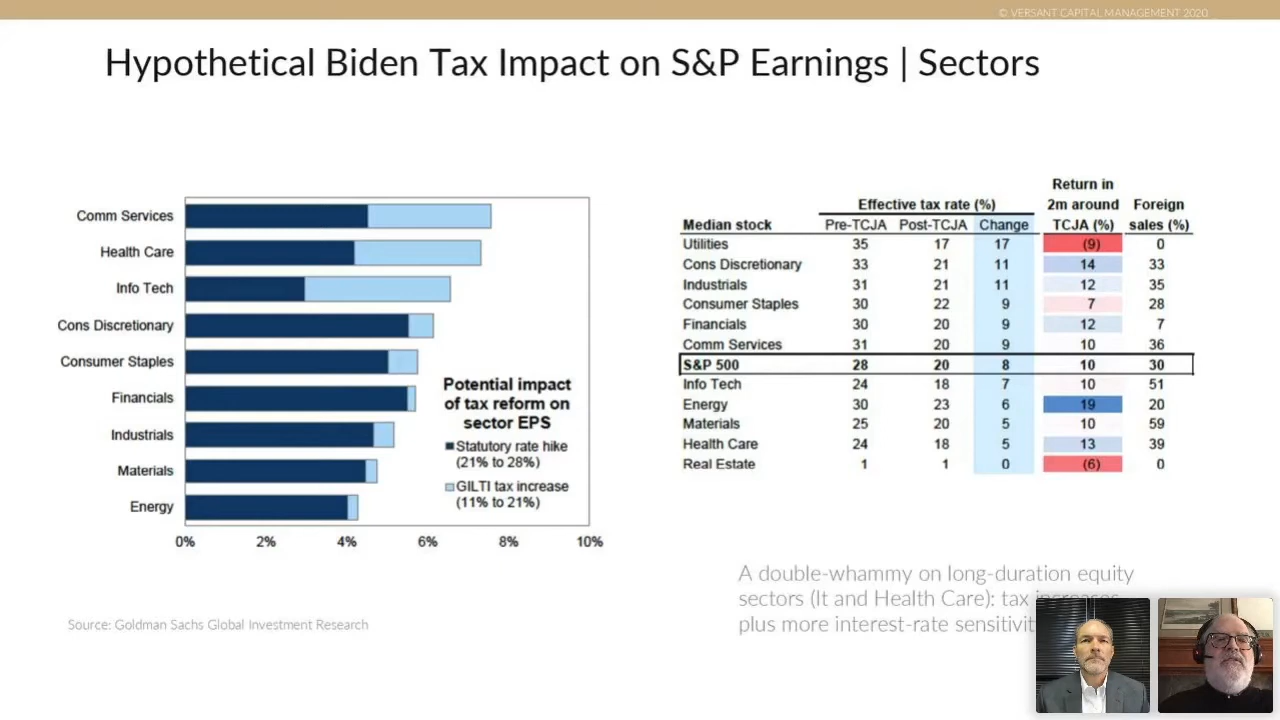 © VERSANT CAPITAL MANAGEMENT 2020
Hypothetical Biden Tax Impact on S&P Earnings | Sectors
Comm Services
Health Care
Info Tech
Cons Discretionary
Consumer Staples
Financials
Industrials
Materials
Energy
0% 2% 4% 6% 8% 10%
Potential impact
of tax reform on
sector EPS
Statutory rate hike
(21% to 28%)
GILTI tax increase
(11% to 21%)
Return in
Effective tax rate (%) 2m around Foreign
Median stock Pre-TCJA Post-TCJA Change TCJA (%) sales (%)
Utilities 35 17 17 (9) 0
Cons Discretionary 33 21 11 14 33
Industrials 31 21 11 12 35
Consumer Staples 30 22 9 7 28
Financials 30 20 9 12 7
Comm Services 31 20 9 10 36
S&P 500 28 20 8 10 30
Info Tech 24 18 7 10 51
Energy 30 23 6 19 20
Materials 25 20 5 10 59
Health Care 24 18 5 13 39
Real Estate 1 1 0 (6) 0
A double-whammy on long-duration equity
sectors (It and Health Care): tax increases
plus more interest-rate
Source: Goldman Sachs Global Investment Research